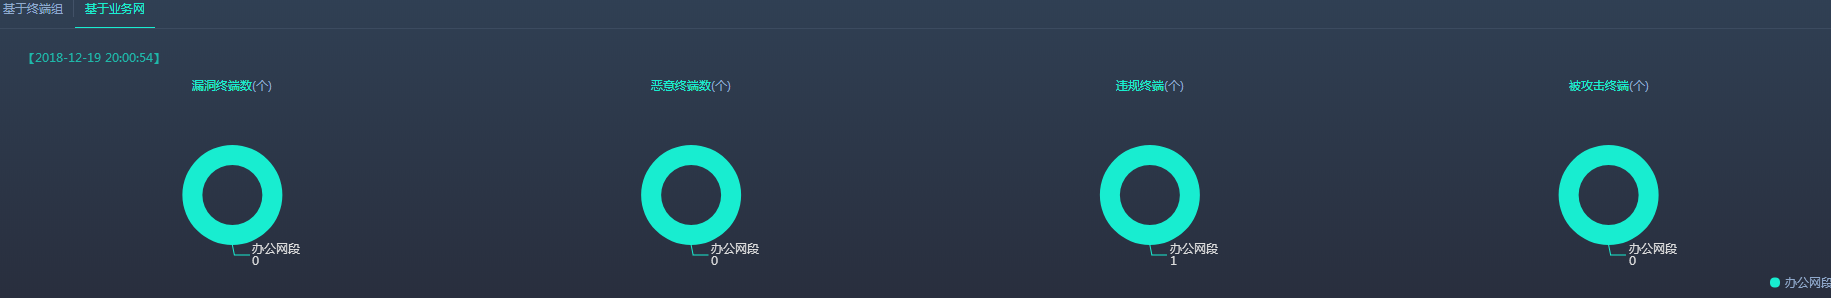 基于终端组 基于业务网
【2018-12-19 20:00:54】
漏洞终端数(个) 恶意终端数(个) 违规终端(个) 被攻击终端(个)
办公网段 办公网段 办公网段 办公网段
0 0 1 0
办公网段